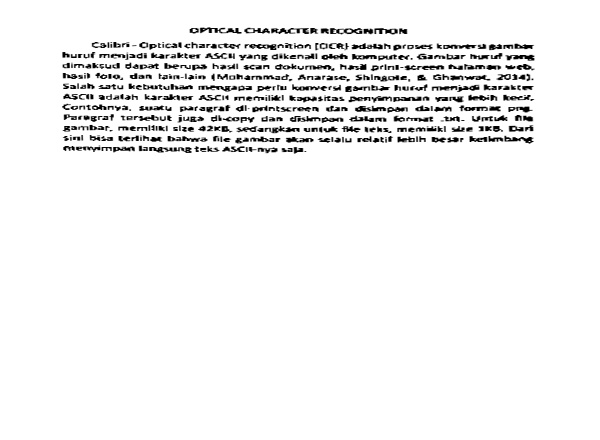 OPTICAL CHARACTER RECOGNITION
Calibri - Optical character recognition (OCR) adalah proses konversi gambar
huruf menjadi karakter ASCII yang dikenali oleh komputer. Gambar huruf yang
dimaksud dapat berupa hasil scan dokumen, hasil print-screen halaman web,
hasil foto, dan lain-lain (Mohammad, Anarase, Shingote, & Ghanwat, 2014).
Salah satu kebutuhan mengapa perlu konversi gambar huruf menjadi karakter
ASCII adalah karakter ASCII memiliki kapasitas penyimpanan yang lebih kecil.
Contohnya, suatu paragraf di-printscreen dan disimpan dalam format png.
Paragraf tersebut juga di-copy dan disimpan dalam format .txt. Untuk file
gambar, memiliki size 42KB, sedangkan untuk file teks, memiliki size 1KB. Dari
sini bisa terlihat bahwa file gambar akan selalu relatif lebih besar ketimbang
menyimpan langsung teks ASCII-nya saja.